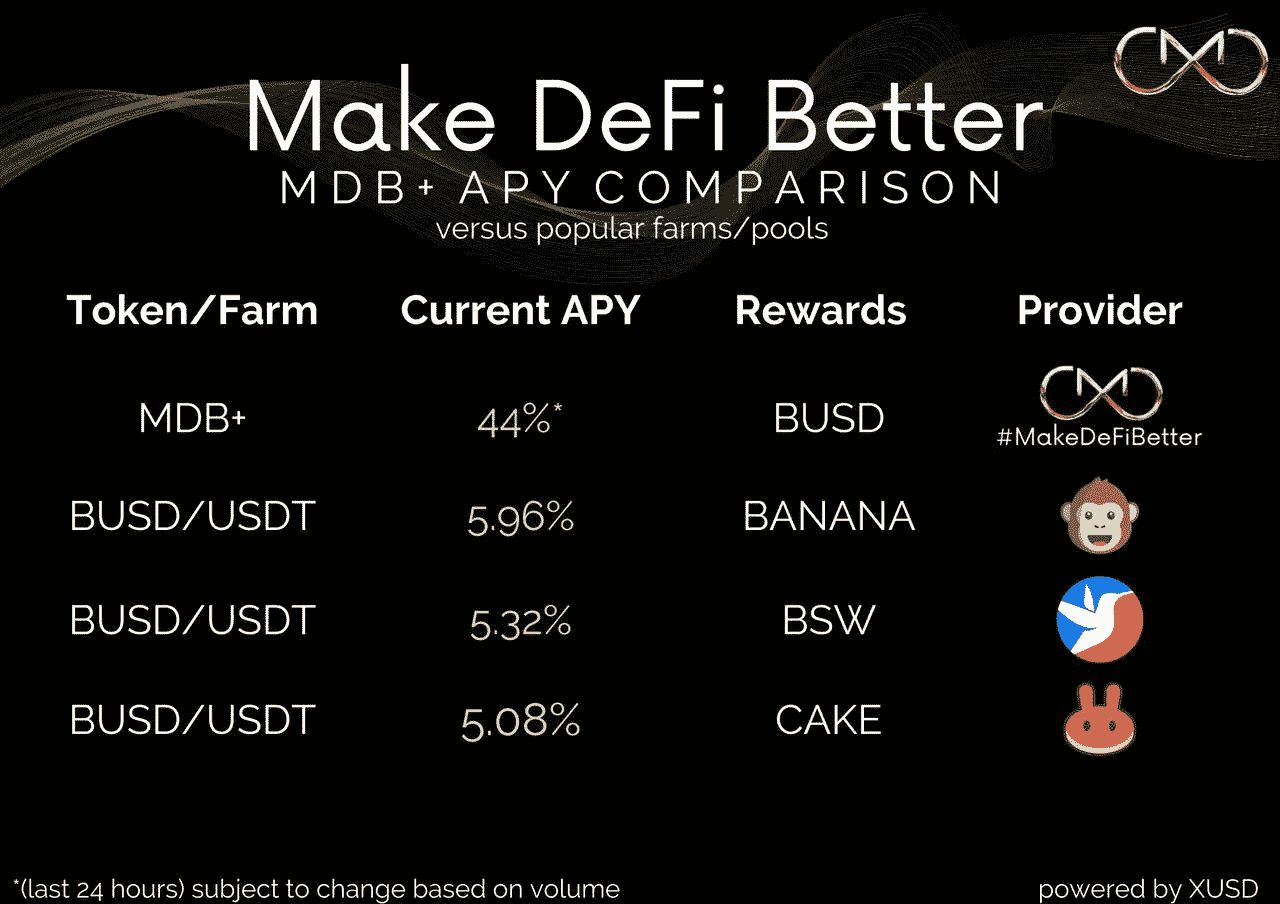 Make DeFi Better
MDB+ APY COMPARISON
versus popular farms/pools
Token/Farm Current APY Rewards Provider
MDB+ 44%* BUSD
#MakeDeFiBetter
BUSD/USDT 5.96% BANANA
BUSD/USDT 5.32% BSW
BUSD/USDT 5.08% CAKE
*(last 24 hours) subject to change based on volume
powered by XUSD